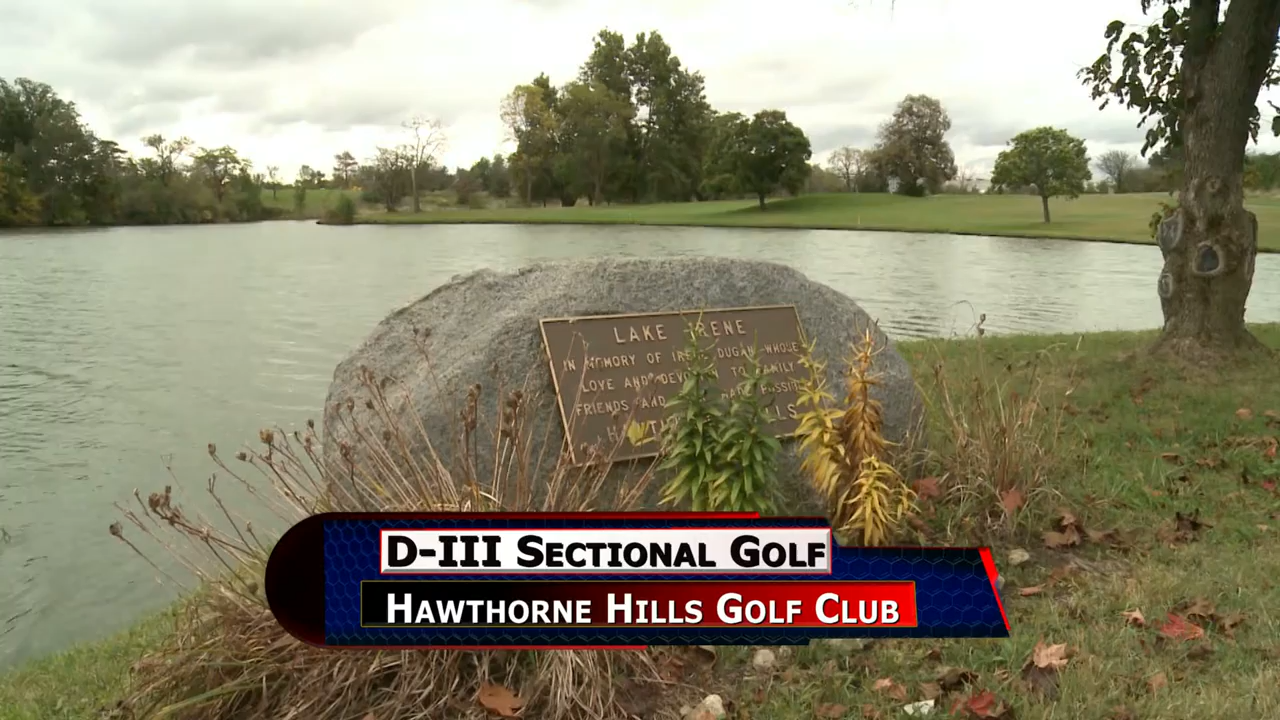 LAKE IRENE
IN MEMORY OF IRENE DUGAN WHOSE
LOVE AND TO FAMILY
FRIENDS AND
D-III Sectional Golf
Hawthorne Hills Golf Club